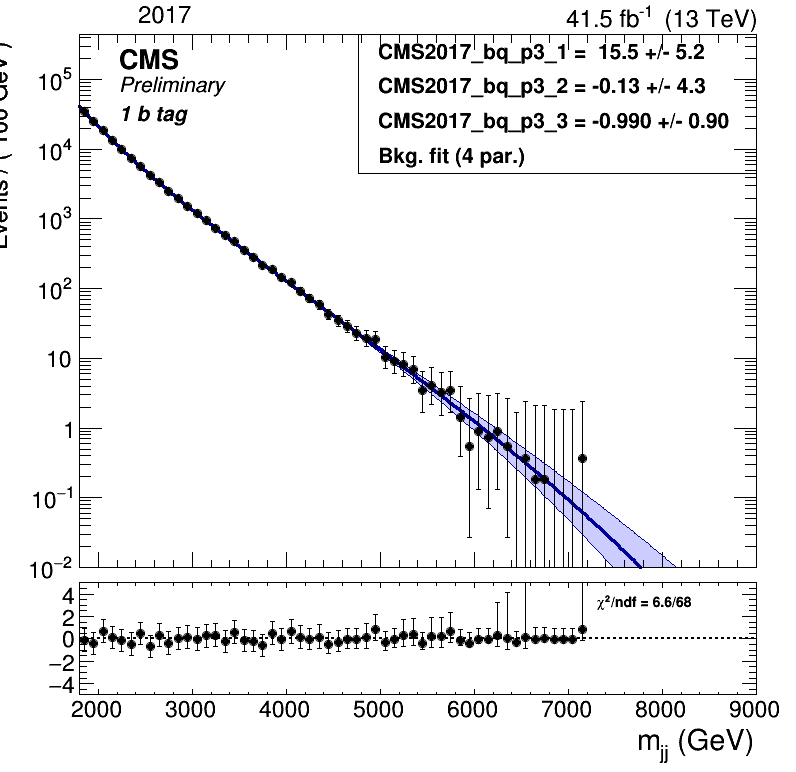 2017
41.5 fb⁻¹ (13 TeV)
CMS
Preliminary
1 b tag
CMS2017_bq_p3_1 = 15.5 +/- 5.2
CMS2017_bq_p3_2 = -0.13 +/- 4.3
CMS2017_bq_p3_3 = -0.990 +/- 0.90
Bkg. fit (4 par.)
Events / (
10⁵
10⁴
10³
10²
10
1
10⁻¹
10⁻²
χ²/ndf = 6.6/68
4
2
0
−2
−4
2000 3000 4000 5000 6000 7000 8000 9000
m_jj (GeV)